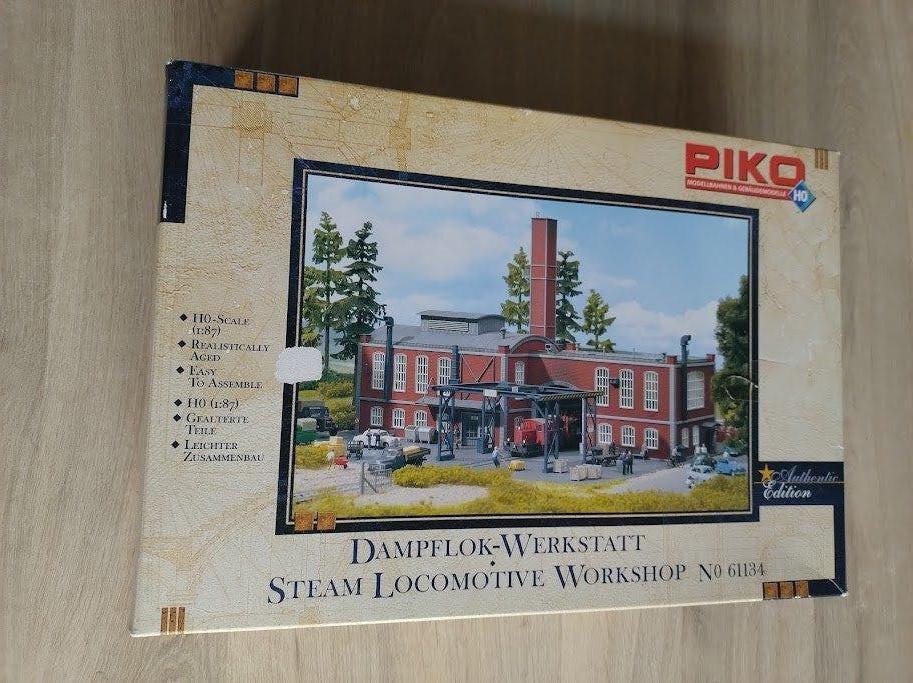 PIKO
MODELLBAHNEN & GEBÄUDEMODELLE
H0
H0-Scale
(1:87)
Realistically
Aged
Easy
To Assemble
H0 (1:87)
Gealterte
Teile
Leichter
Zusammenbau
Authentic
Edition
Dampflok-Werkstatt
Steam Locomotive Workshop No 61134